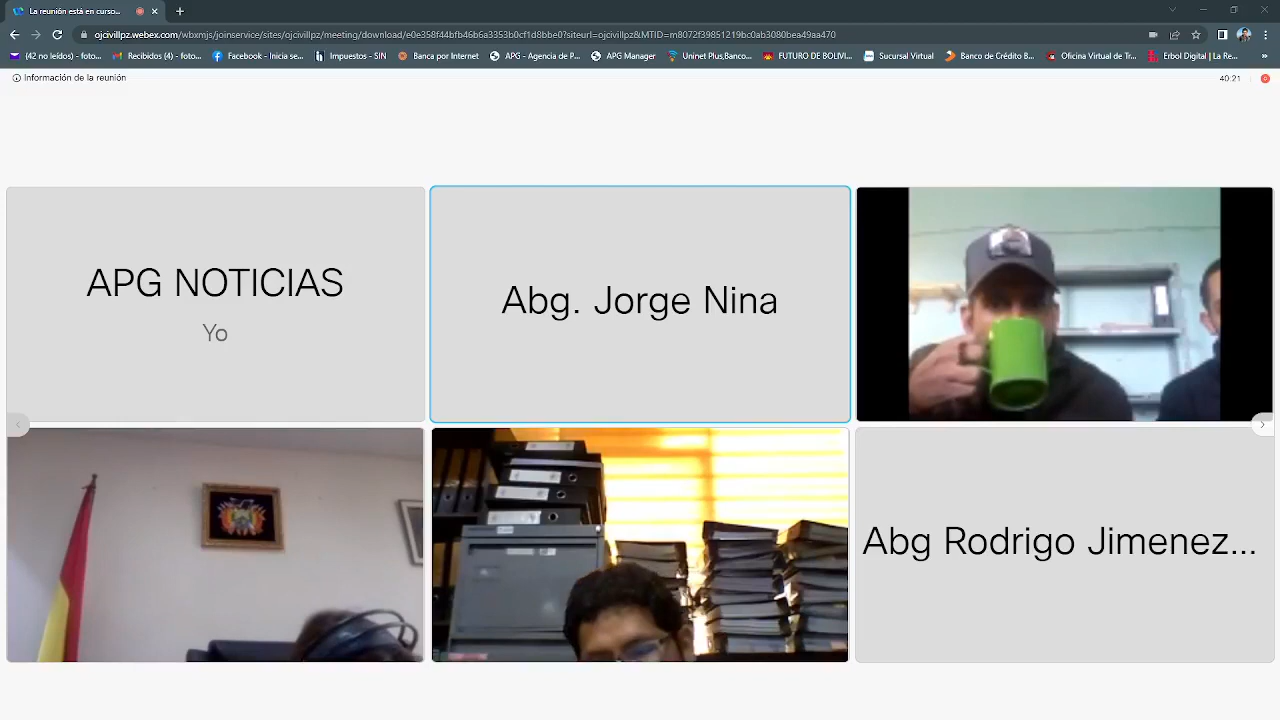 La reunión está en curso...
ojcivillpz.webex.com/wbxmjs/joinservice/sites/ojcivillpz/meeting/download/e0e358f44efb46b6a3353b0cf1d6bbe0?siteurl=ojcivillpz&MTID=m8072f39851219bc0ab3080bea49aa470
(42 no leídos) - foto...
Recibidos (4) - foto...
Facebook - Inicia se...
Impuestos - SIN
Banca por Internet
APG - Agencia de P...
APG Manager
Uninet Plus,Banco...
FUTURO DE BOLIVI...
Sucursal Virtual
Banco de Crédito B...
Oficina Virtual de Tr...
Erbol Digital | La Re...
Información de la reunión
40:21
APG NOTICIAS
Yo
Abg. Jorge Nina
Abg Rodrigo Jimenez...